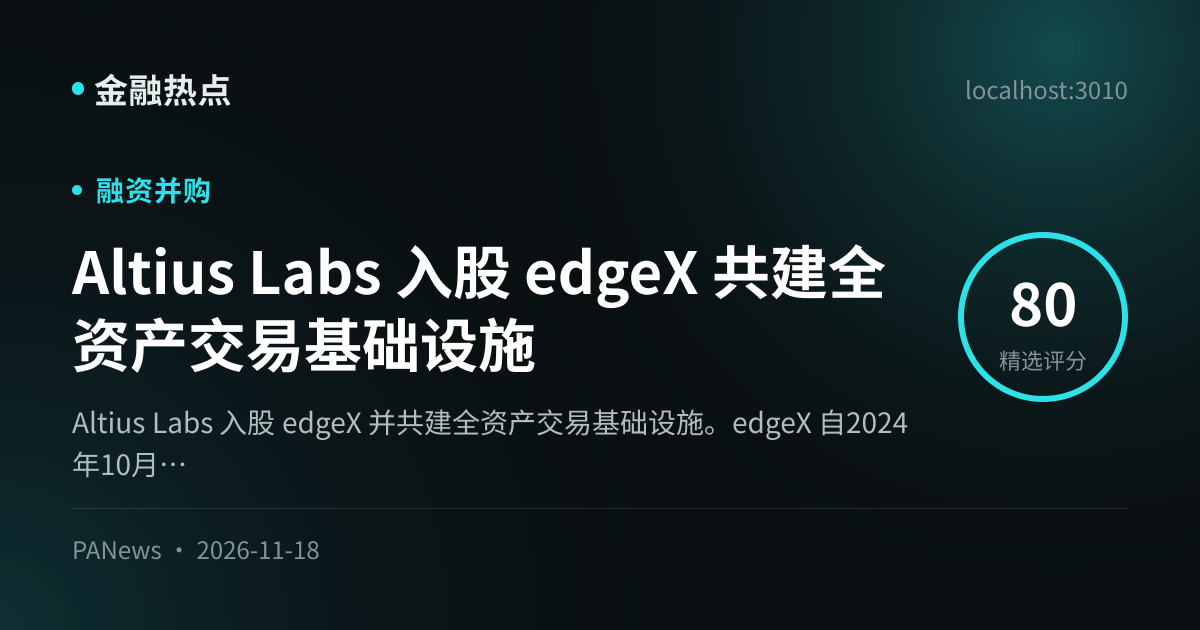 金融热点
localhost:3010
融资并购
Altius Labs 入股 edgeX 共建全
资产交易基础设施
80
精选评分
Altius Labs 入股 edgeX 并共建全资产交易基础设施。edgeX 自2024
年10月…
PANews • 2026-11-18